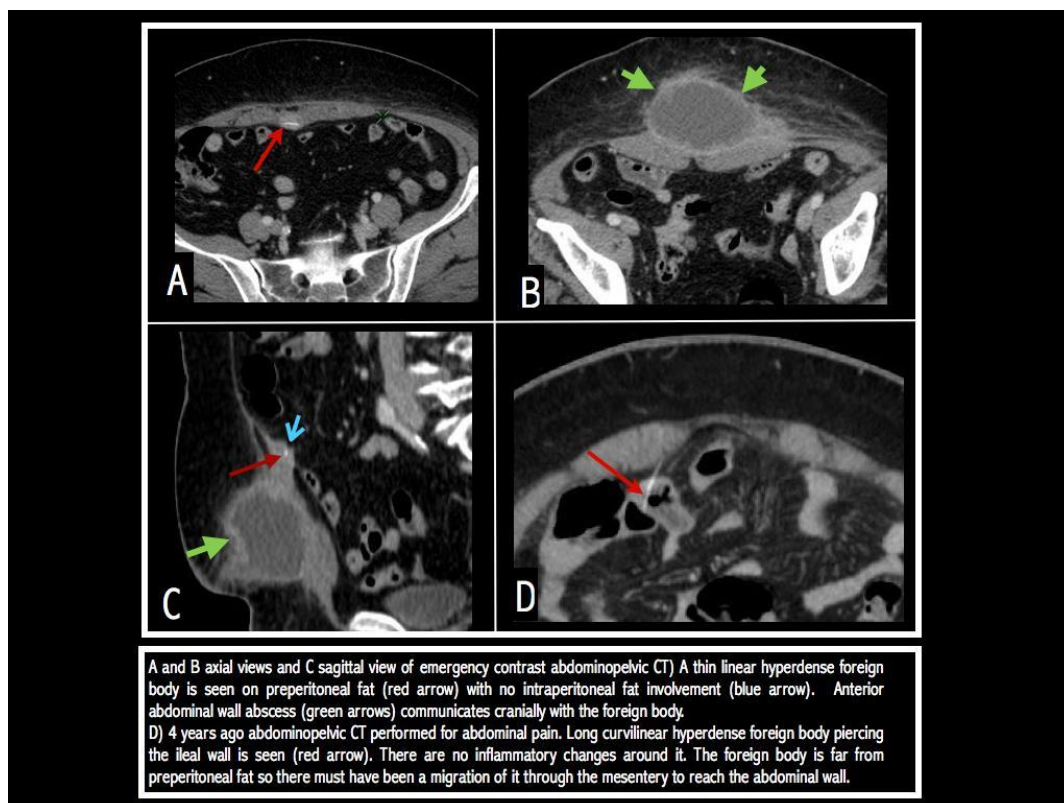 A
B
C
D
A and B axial views and C sagittal view of emergency contrast abdominopelvic CT) A thin linear hyperdense foreign
body is seen on preperitoneal fat (red arrow) with no intraperitoneal fat involvement (blue arrow). Anterior
abdominal wall abscess (green arrows) communicates cranially with the foreign body.
D) 4 years ago abdominopelvic CT performed for abdominal pain. Long curvilinear hyperdense foreign body piercing
the ileal wall is seen (red arrow). There are no inflammatory changes around it. The foreign body is far from
preperitoneal fat so there must have been a migration of it through the mesentery to reach the abdominal wall.